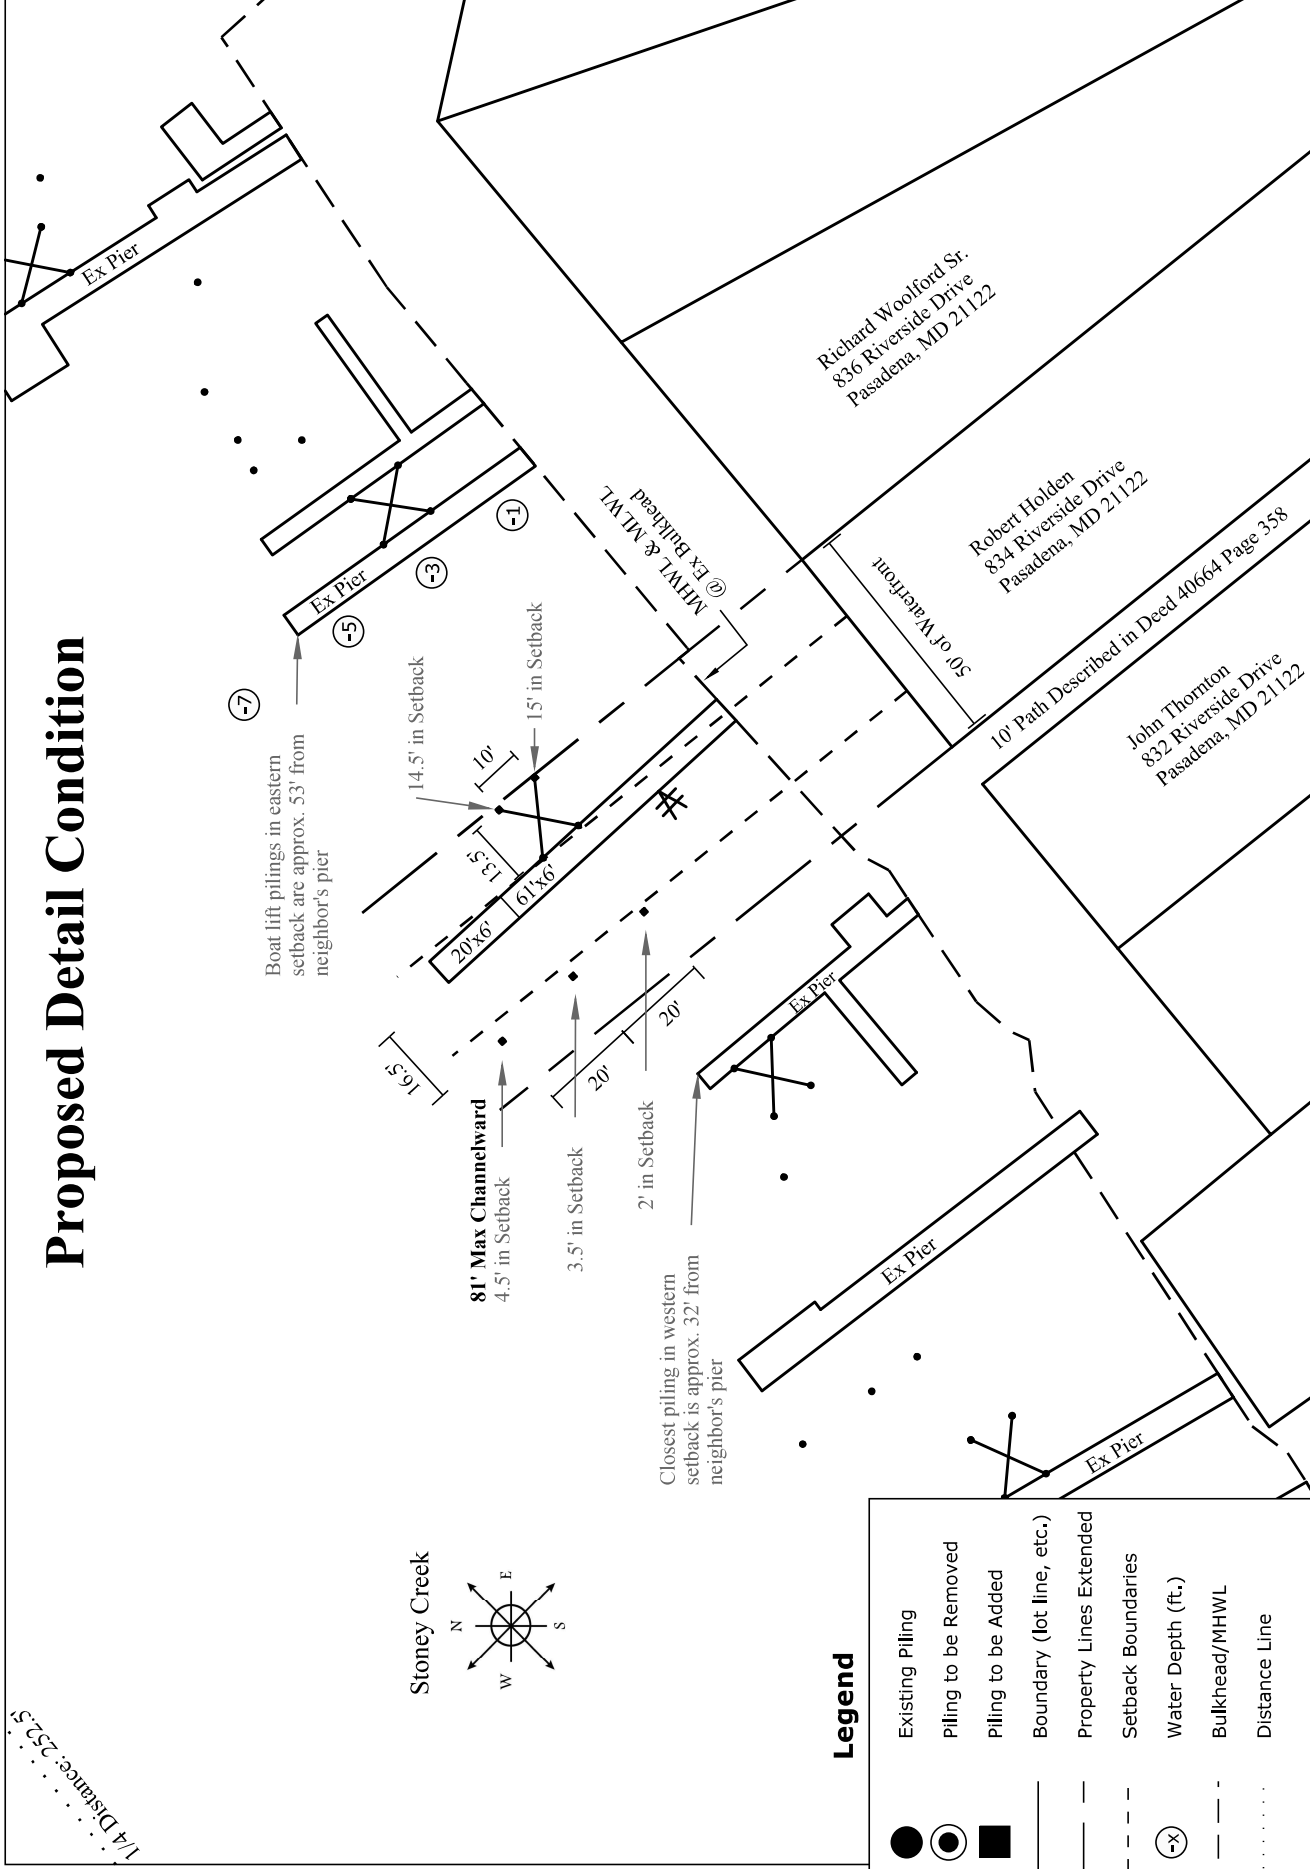 Proposed Detail Condition
1/4 Distance: 252.5'
Stoney Creek
N
E
S
W
Boat lift pilings in eastern
setback are approx. 53' from
neighbor's pier
81' Max Channelward
4.5' in Setback
3.5' in Setback
2' in Setback
Closest piling in western
setback is approx. 32' from
neighbor's pier
14.5' in Setback
15' in Setback
16.5'
20'
20'
13.5'
10'
20'x6'
61'x6'
-7
-5
-3
-1
Ex Pier
Ex Pier
Ex Pier
Ex Pier
Ex Pier
MHWL & MLWL
@ Ex Bulkhead
50' of Waterfront
10' Path Described in Deed 40664 Page 358
Richard Woolford Sr.
836 Riverside Drive
Pasadena, MD 21122
Robert Holden
834 Riverside Drive
Pasadena, MD 21122
John Thornton
832 Riverside Drive
Pasadena, MD 21122
Legend
Existing Piling
Piling to be Removed
Piling to be Added
Boundary (lot line, etc.)
Property Lines Extended
Setback Boundaries
-x Water Depth (ft.)
Bulkhead/MHWL
Distance Line